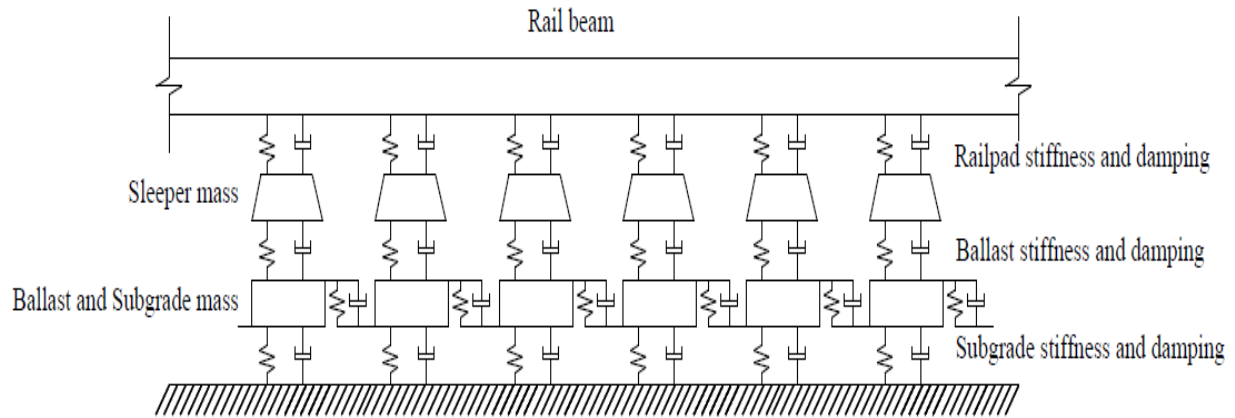 Rail beam
Railpad stiffness and damping
Sleeper mass
Ballast stiffness and damping
Ballast and Subgrade mass
Subgrade stiffness and damping